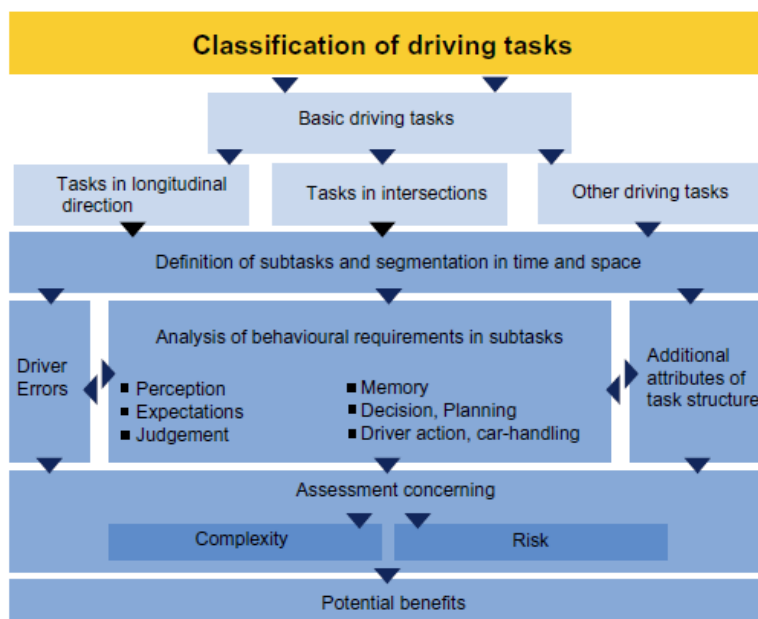 Classification of driving tasks
Basic driving tasks
Tasks in longitudinal
direction
Tasks in intersections
Other driving tasks
Definition of subtasks and segmentation in time and space
Driver
Errors
Analysis of behavioural requirements in subtasks
Perception
Expectations
Judgement
Memory
Decision, Planning
Driver action, car-handling
Additional
attributes of
task structure
Assessment concerning
Complexity
Risk
Potential benefits